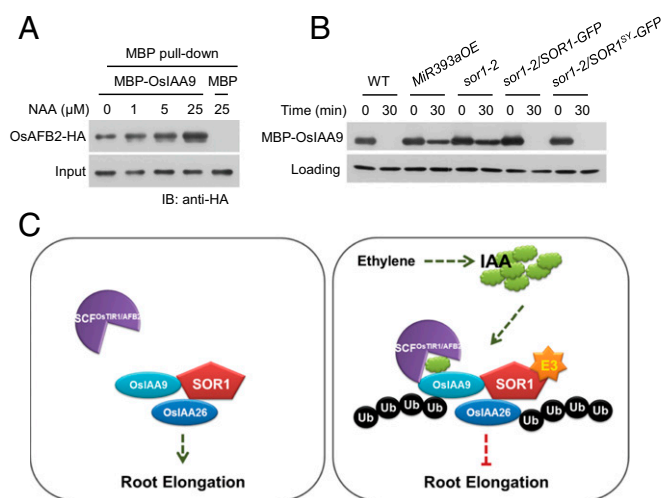 A
MBP pull-down
MBP-OsIAA9 MBP
NAA (μM) 0 1 5 25 25
OsAFB2-HA
Input
IB: anti-HA
B
WT MiR393aOE sor1-2 sor1-2/SOR1-GFP sor1-2/SOR1SY-GFP
Time (min) 0 30 0 30 0 30 0 30 0 30
MBP-OsIAA9
Loading
C
SCFOsTIR1/AFB2
OsIAA9 SOR1
OsIAA26
Root Elongation
Ethylene IAA
SCFOsTIR1/AFB2
OsIAA9 SOR1 E3
OsIAA26
Ub Ub Ub Ub Ub Ub Ub Ub
Root Elongation